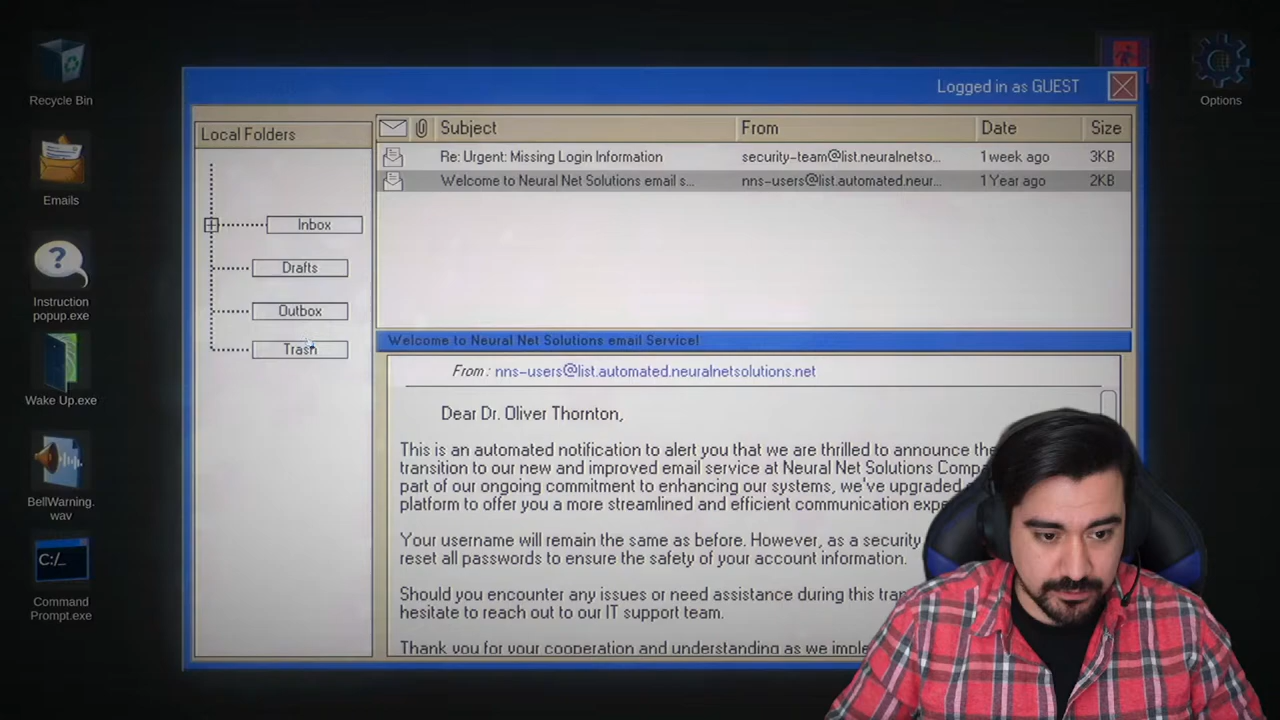 Logged in as GUEST
Recycle Bin
Emails
Instruction
popup.exe
Wake Up.exe
BellWarning.
wav
C:/_
Command
Prompt.exe
Options
Local Folders
Inbox
Drafts
Outbox
Trash
Subject From Date Size
Re: Urgent: Missing Login Information security-team@list.neuralnetso... 1 week ago 3KB
Welcome to Neural Net Solutions email s... nns-users@list.automated.neur... 1 Year ago 2KB
Welcome to Neural Net Solutions email Service!
From: nns-users@list.automated.neuralnetsolutions.net
Dear Dr. Oliver Thornton,
This is an automated notification to alert you that we are thrilled to announce the
transition to our new and improved email service at Neural Net Solutions Compa
part of our ongoing commitment to enhancing our systems, we've upgraded
platform to offer you a more streamlined and efficient communication expe
Your username will remain the same as before. However, as a security
reset all passwords to ensure the safety of your account information.
Should you encounter any issues or need assistance during this tran
hesitate to reach out to our IT support team.
Thank you for your cooperation and understanding as we implem